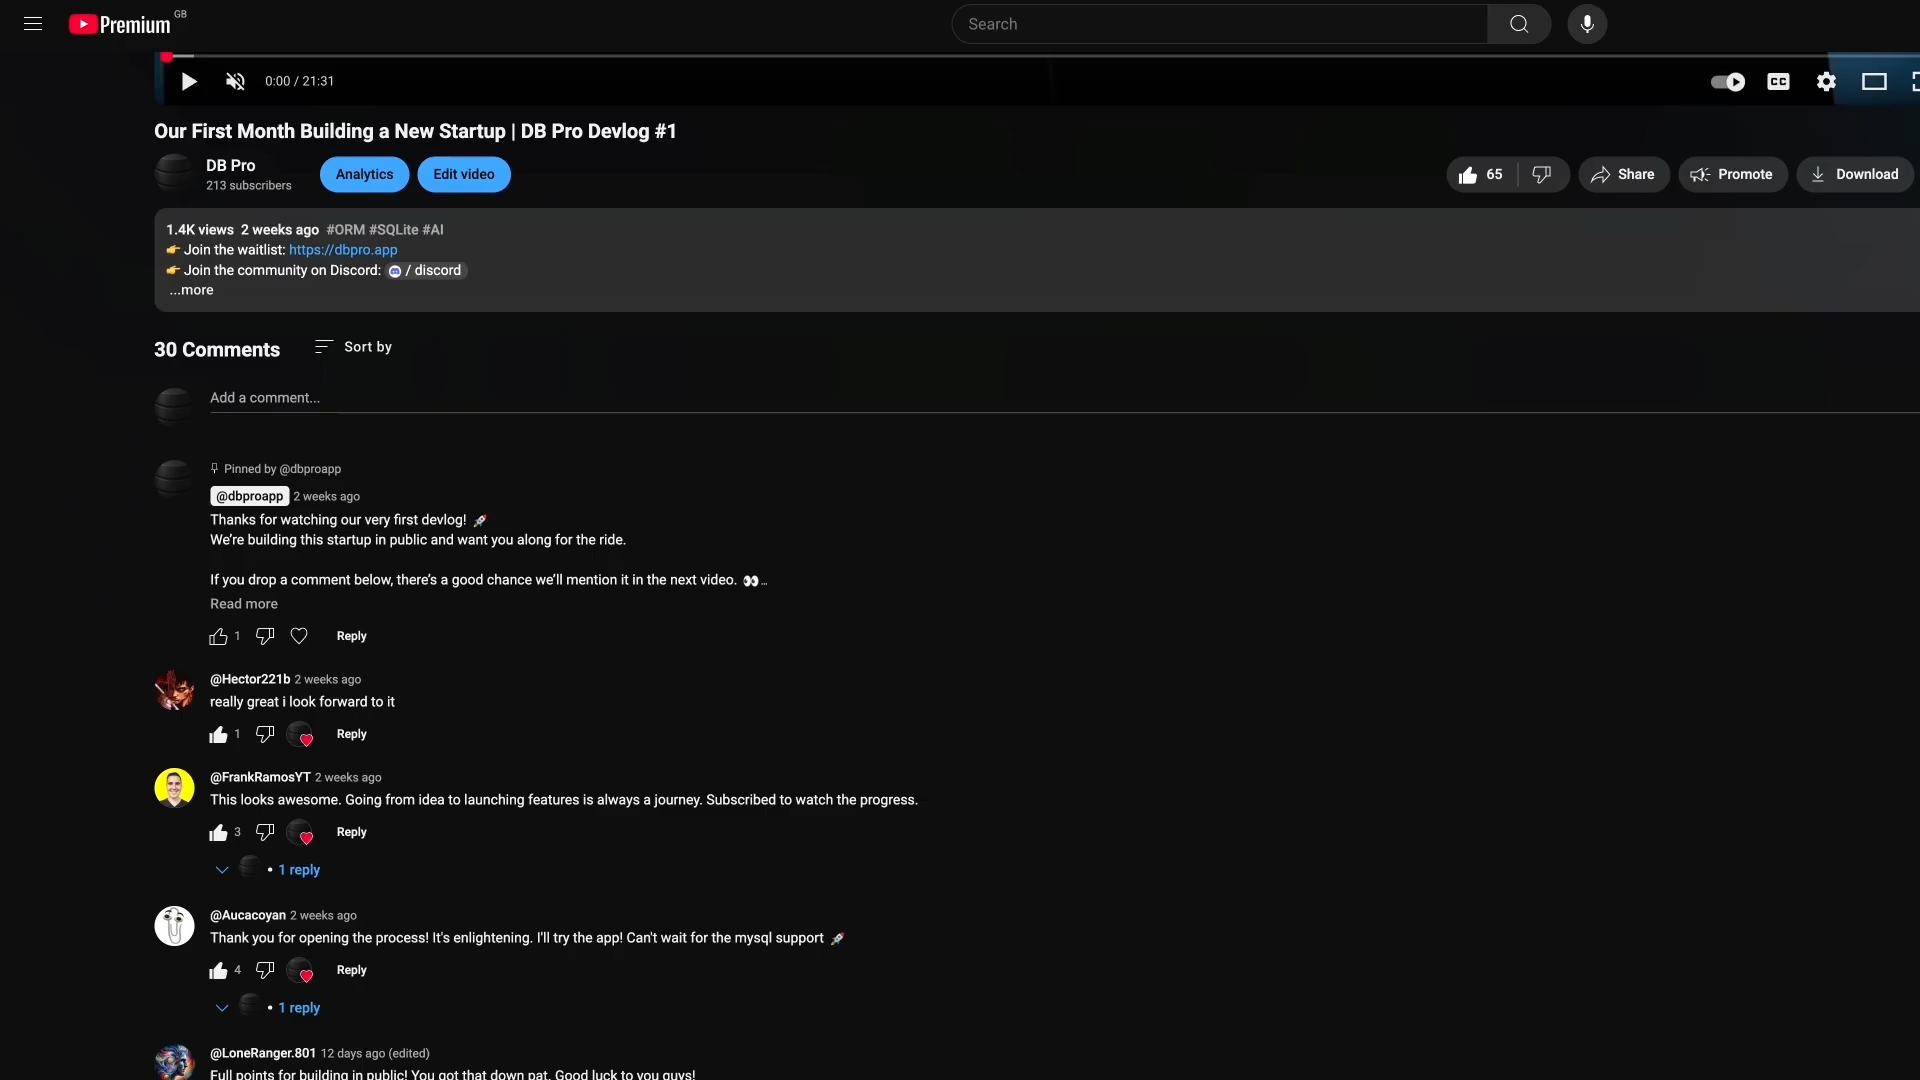 Premium GB
Search
0:00 / 21:31
CC
Our First Month Building a New Startup | DB Pro Devlog #1
DB Pro
213 subscribers
Analytics
Edit video
65
Share
Promote
Download
1.4K views 2 weeks ago #ORM #SQLite #AI
👉 Join the waitlist: https://dbpro.app
👉 Join the community on Discord: / discord
...more
30 Comments
Sort by
Add a comment...
Pinned by @dbproapp
@dbproapp 2 weeks ago
Thanks for watching our very first devlog! 🚀
We’re building this startup in public and want you along for the ride.
If you drop a comment below, there’s a good chance we’ll mention it in the next video. 👀...
Read more
1
Reply
@Hector221b 2 weeks ago
really great i look forward to it
1
Reply
@FrankRamosYT 2 weeks ago
This looks awesome. Going from idea to launching features is always a journey. Subscribed to watch the progress.
3
Reply
• 1 reply
@Aucacoyan 2 weeks ago
Thank you for opening the process! It's enlightening. I'll try the app! Can't wait for the mysql support 🚀
4
Reply
• 1 reply
@LoneRanger.801 12 days ago (edited)
Full points for building in public! You got that down pat. Good luck to you guys!